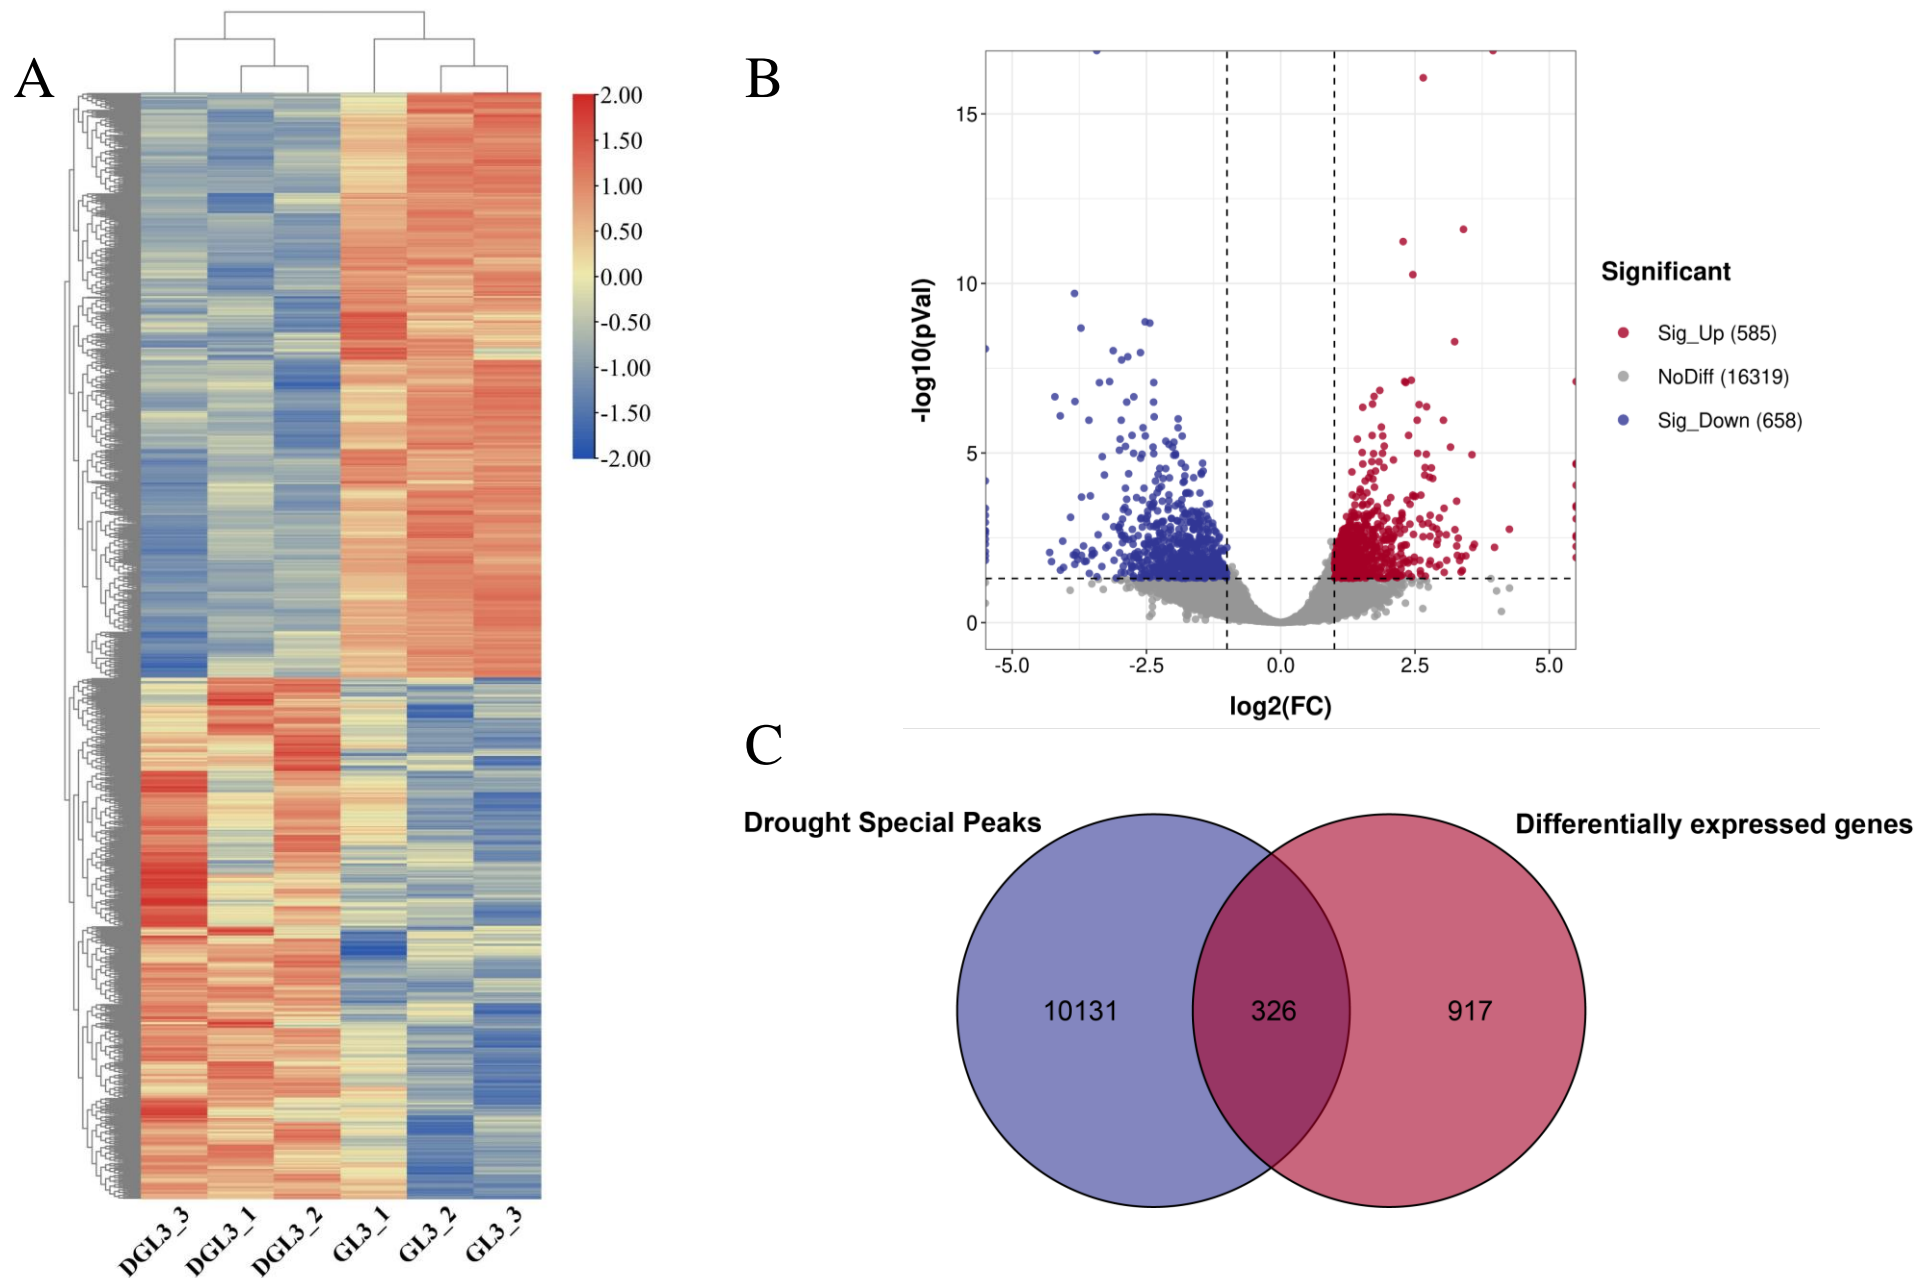 A
2.00
1.50
1.00
0.50
0.00
-0.50
-1.00
-1.50
-2.00
DGL3_3
DGL3_1
DGL3_2
GL3_1
GL3_2
GL3_3
B
15
10
5
0
-log10(pVal)
-5.0
-2.5
0.0
2.5
5.0
log2(FC)
Significant
Sig_Up (585)
NoDiff (16319)
Sig_Down (658)
C
Drought Special Peaks
Differentially expressed genes
10131
326
917